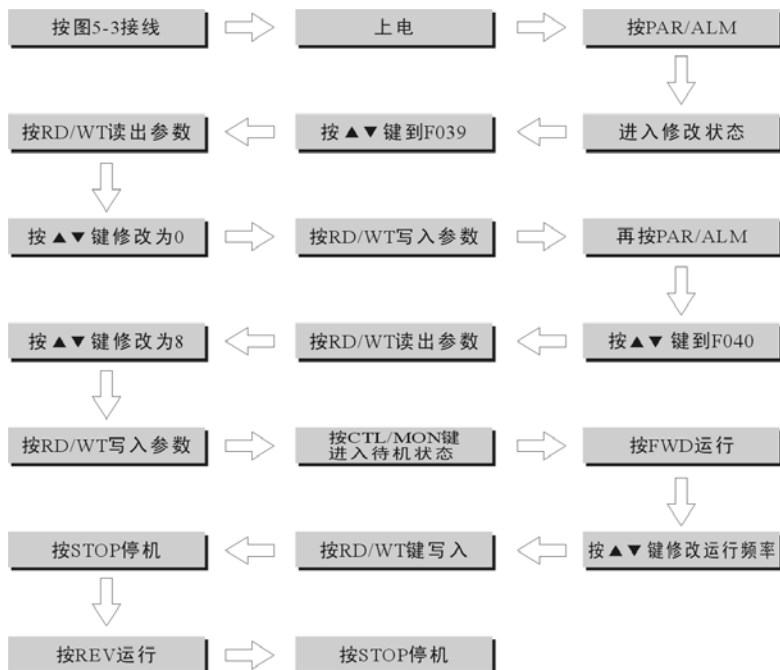 按图5-3接线
上电
按PAR/ALM
进入修改状态
按▲▼键到F039
按RD/WT读出参数
按▲▼键修改为0
按RD/WT写入参数
再按PAR/ALM
按▲▼ 键到F040
按RD/WT读出参数
按▲▼键修改为8
按RD/WT写入参数
按CTL/MON键
进入待机状态
按FWD运行
按▲▼键修改运行频率
按RD/WT键写入
按STOP停机
按REV运行
按STOP停机